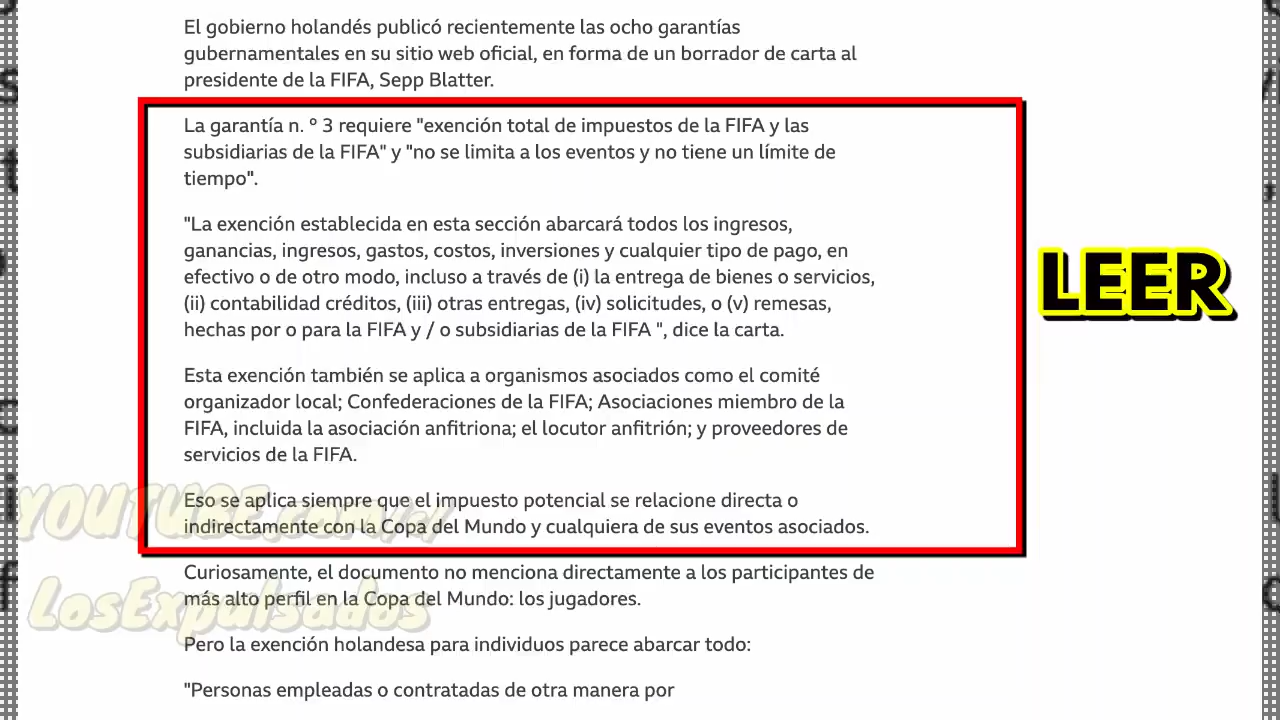 El gobierno holandés publicó recientemente las ocho garantías
gubernamentales en su sitio web oficial, en forma de un borrador de carta al
presidente de la FIFA, Sepp Blatter.
La garantía n. º 3 requiere "exención total de impuestos de la FIFA y las
subsidiarias de la FIFA" y "no se limita a los eventos y no tiene un límite de
tiempo".
"La exención establecida en esta sección abarcará todos los ingresos,
ganancias, ingresos, gastos, costos, inversiones y cualquier tipo de pago, en
efectivo o de otro modo, incluso a través de (i) la entrega de bienes o servicios,
(ii) contabilidad créditos, (iii) otras entregas, (iv) solicitudes, o (v) remesas,
hechas por o para la FIFA y / o subsidiarias de la FIFA ", dice la carta.
LEER
Esta exención también se aplica a organismos asociados como el comité
organizador local; Confederaciones de la FIFA; Asociaciones miembro de la
FIFA, incluida la asociación anfitriona; el locutor anfitrión; y proveedores de
servicios de la FIFA.
Eso se aplica siempre que el impuesto potencial se relacione directa o
indirectamente con la Copa del Mundo y cualquiera de sus eventos asociados.
Curiosamente, el documento no menciona directamente a los participantes de
más alto perfil en la Copa del Mundo: los jugadores.
Pero la exención holandesa para individuos parece abarcar todo:
"Personas empleadas o contratadas de otra manera por
LosExpulsados